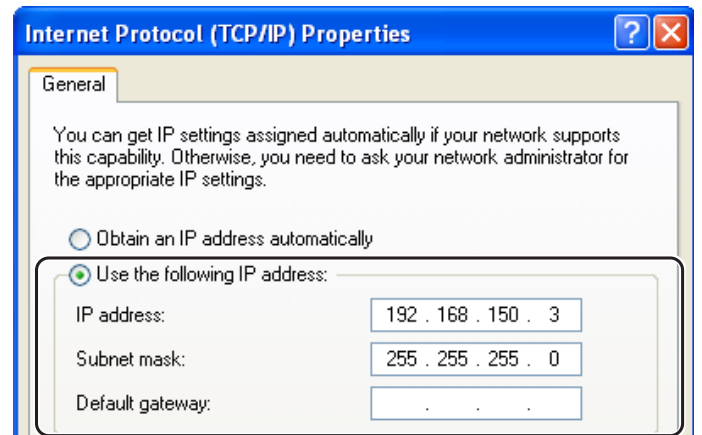 Internet Protocol (TCP/IP) Properties
General
You can get IP settings assigned automatically if your network supports
this capability. Otherwise, you need to ask your network administrator for
the appropriate IP settings.
Obtain an IP address automatically
Use the following IP address:
IP address: 192 . 168 . 150 . 3
Subnet mask: 255 . 255 . 255 . 0
Default gateway: . . .